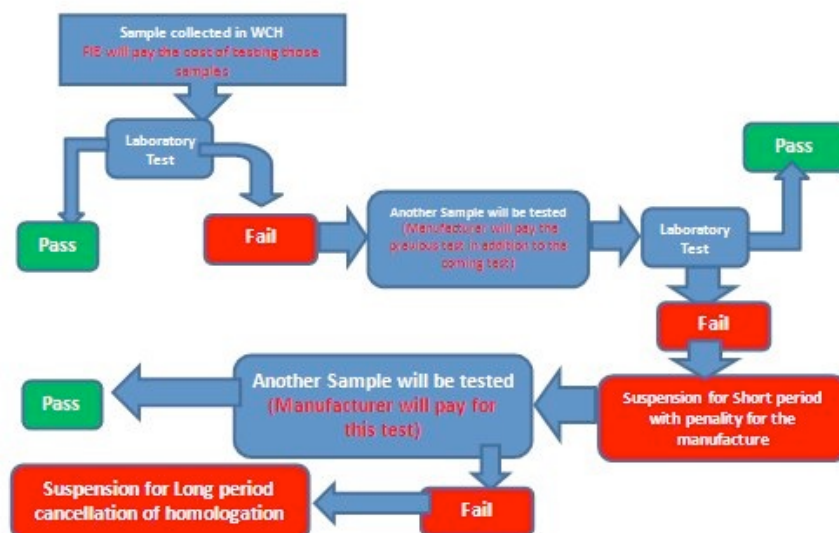 Sample collected in WCH
FIE will pay the cost of testing those
samples
Laboratory
Test
Pass
Fail
Another Sample will be tested
(Manufacturer will pay the
previous test in addition to the
coming test)
Laboratory
Test
Pass
Fail
Suspension for Short period
with penality for the
manufacture
Another Sample will be tested
(Manufacturer will pay for
this test)
Pass
Fail
Suspension for Long period
cancellation of homologation